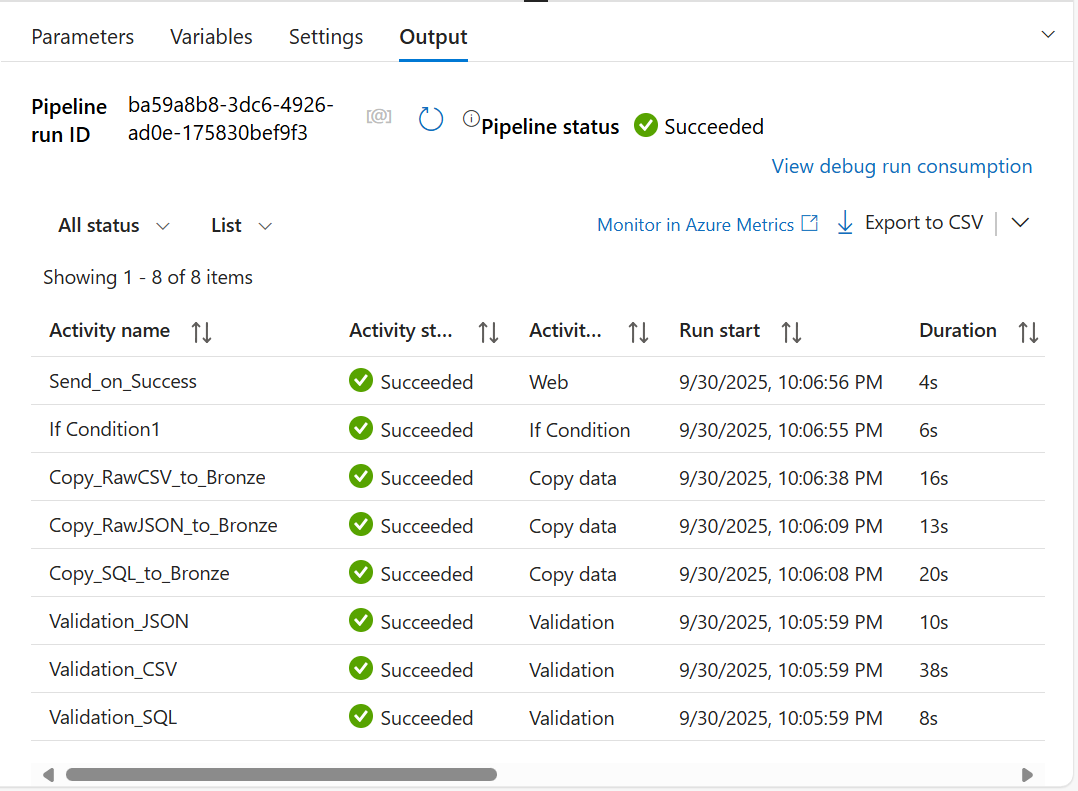 Parameters Variables Settings Output
Pipeline run ID ba59a8b8-3dc6-4926-ad0e-175830bef9f3 [@] Pipeline status Succeeded
View debug run consumption
All status List Monitor in Azure Metrics Export to CSV
Showing 1 - 8 of 8 items
Activity name Activity st... Activit... Run start Duration
Send_on_Success Succeeded Web 9/30/2025, 10:06:56 PM 4s
If Condition1 Succeeded If Condition 9/30/2025, 10:06:55 PM 6s
Copy_RawCSV_to_Bronze Succeeded Copy data 9/30/2025, 10:06:38 PM 16s
Copy_RawJSON_to_Bronze Succeeded Copy data 9/30/2025, 10:06:09 PM 13s
Copy_SQL_to_Bronze Succeeded Copy data 9/30/2025, 10:06:08 PM 20s
Validation_JSON Succeeded Validation 9/30/2025, 10:05:59 PM 10s
Validation_CSV Succeeded Validation 9/30/2025, 10:05:59 PM 38s
Validation_SQL Succeeded Validation 9/30/2025, 10:05:59 PM 8s